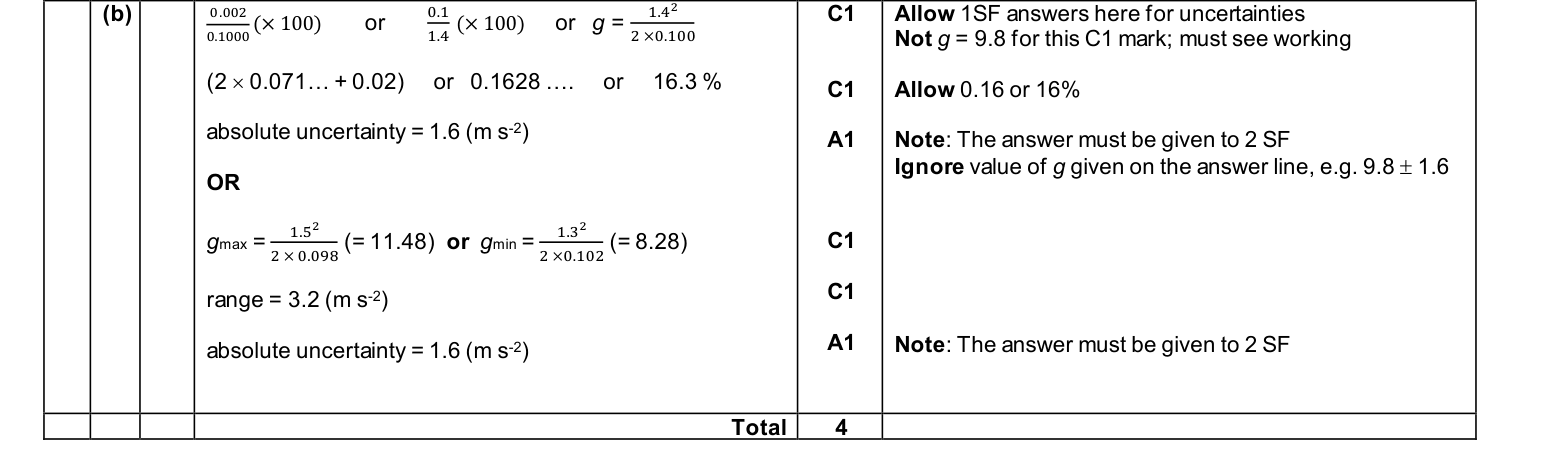 (b) 0.002/0.1000 (× 100) or 0.1/1.4 (× 100) or g = 1.4²/2 ×0.100 C1 Allow 1SF answers here for uncertainties
Not g = 9.8 for this C1 mark; must see working
(2 × 0.071… + 0.02) or 0.1628 …. or 16.3 % C1 Allow 0.16 or 16%
absolute uncertainty = 1.6 (m s⁻²) A1 Note: The answer must be given to 2 SF
Ignore value of g given on the answer line, e.g. 9.8 ± 1.6
OR
gmax = 1.5²/2 × 0.098 (= 11.48) or gmin = 1.3²/2 ×0.102 (= 8.28) C1
range = 3.2 (m s⁻²) C1
absolute uncertainty = 1.6 (m s⁻²) A1 Note: The answer must be given to 2 SF
Total 4